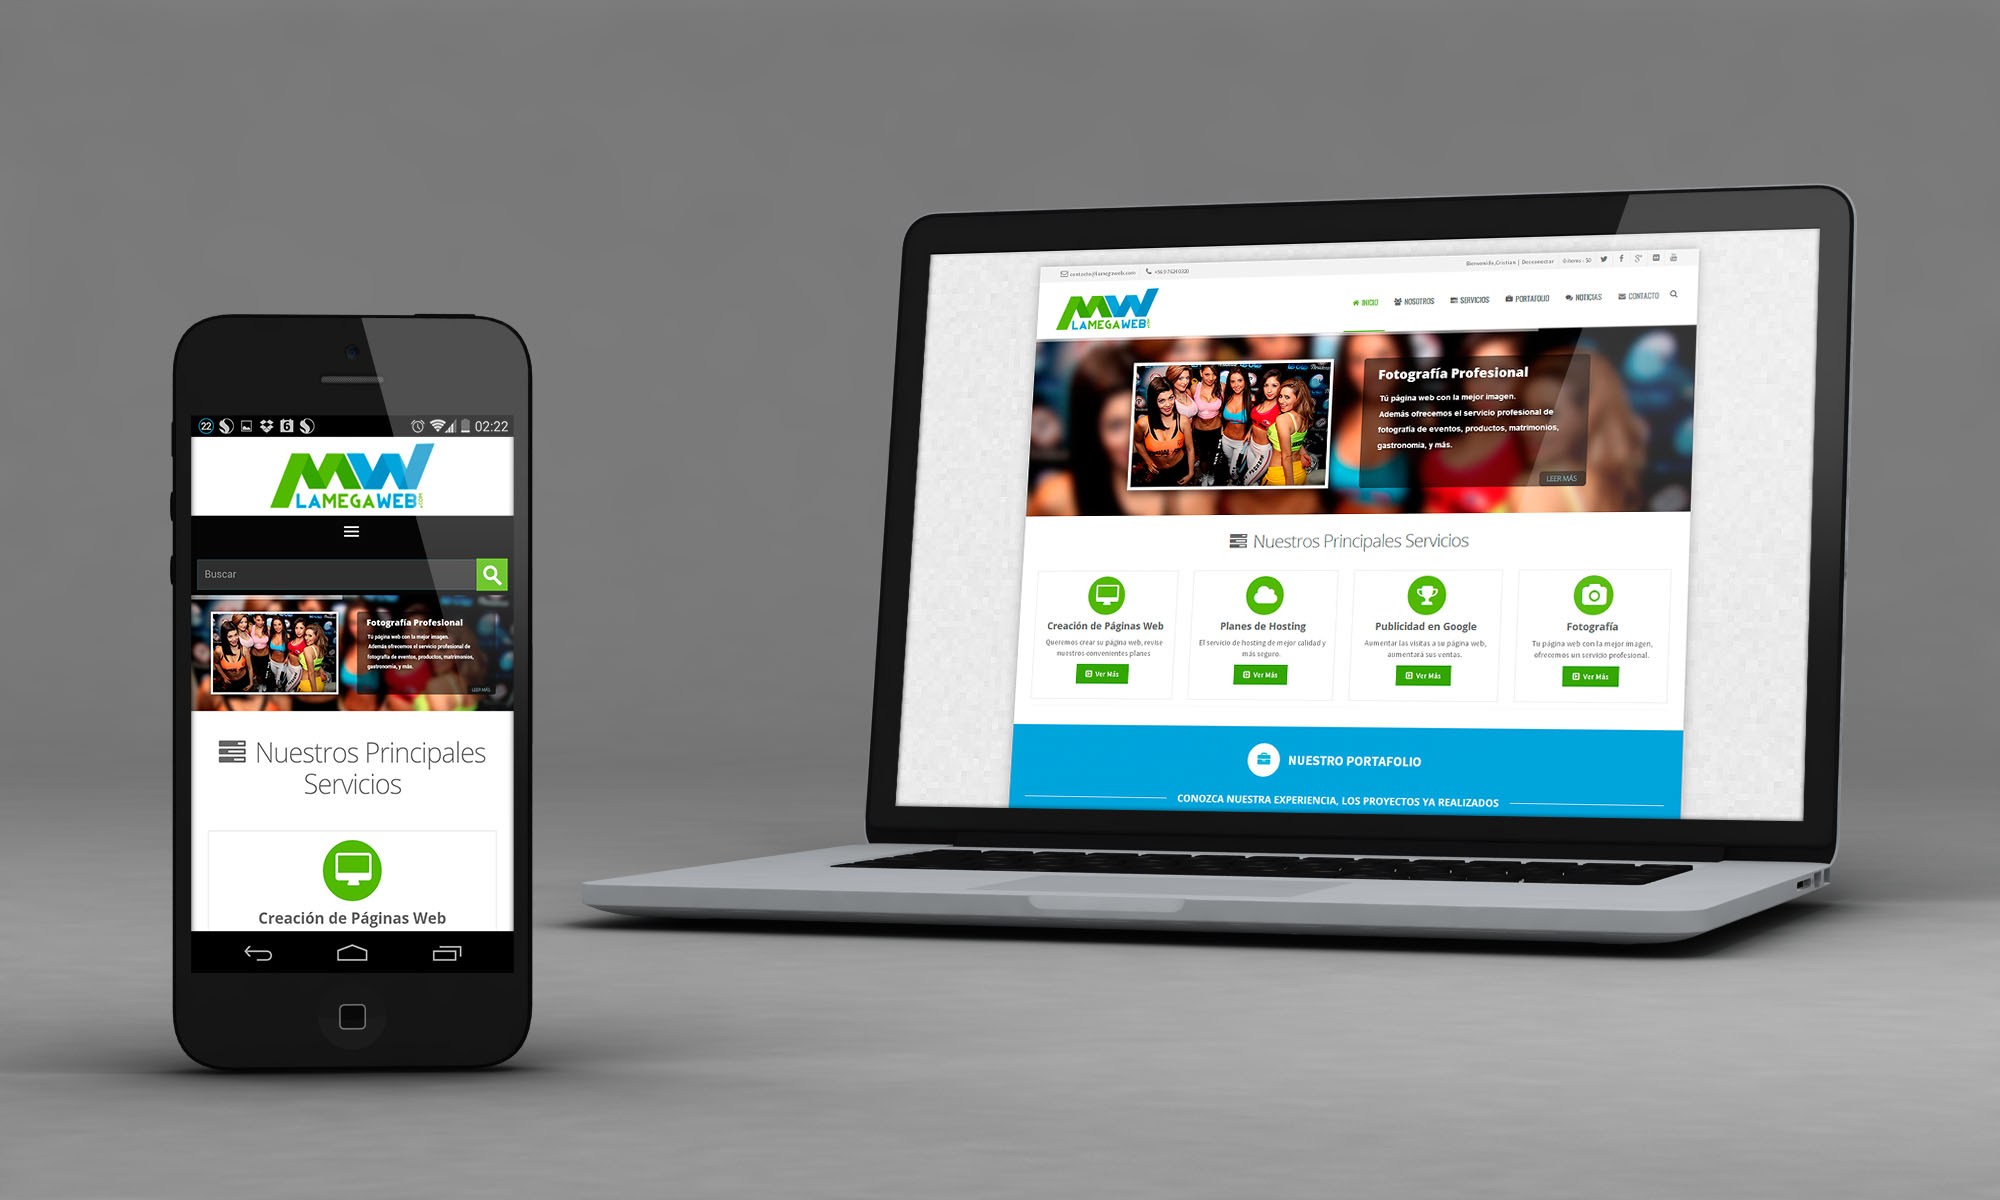 22
6
02:22
MW
LAMEGAWEB.com
Buscar
Fotografía Profesional
Tú página web con la mejor imagen.
Además ofrecemos el servicio profesional de
fotografía de eventos, productos, matrimonios,
gastronomía, y más.
LEER MÁS
Nuestros Principales
Servicios
Creación de Páginas Web
contacto@lamegaweb.com
Bienvenido, Cristian | Desconectar
0 items - $0
MW
LAMEGAWEB
INICIO
NOSOTROS
SERVICIOS
PORTAFOLIO
NOTICIAS
CONTACTO
Fotografía Profesional
Tú página web con la mejor imagen.
Además ofrecemos el servicio profesional de
fotografía de eventos, productos, matrimonios,
gastronomía, y más.
LEER MÁS
Nuestros Principales Servicios
Creación de Páginas Web
Queremos crear su página web, revise
nuestros convenientes planes
Ver Más
Planes de Hosting
El servicio de hosting de mejor calidad y
más seguro.
Ver Más
Publicidad en Google
Aumentar las visitas a su página web,
aumentará sus ventas.
Ver Más
Fotografía
Tu página web con la mejor imagen,
ofrecemos un servicio profesional.
Ver Más
NUESTRO PORTAFOLIO
CONOZCA NUESTRA EXPERIENCIA, LOS PROYECTOS YA REALIZADOS